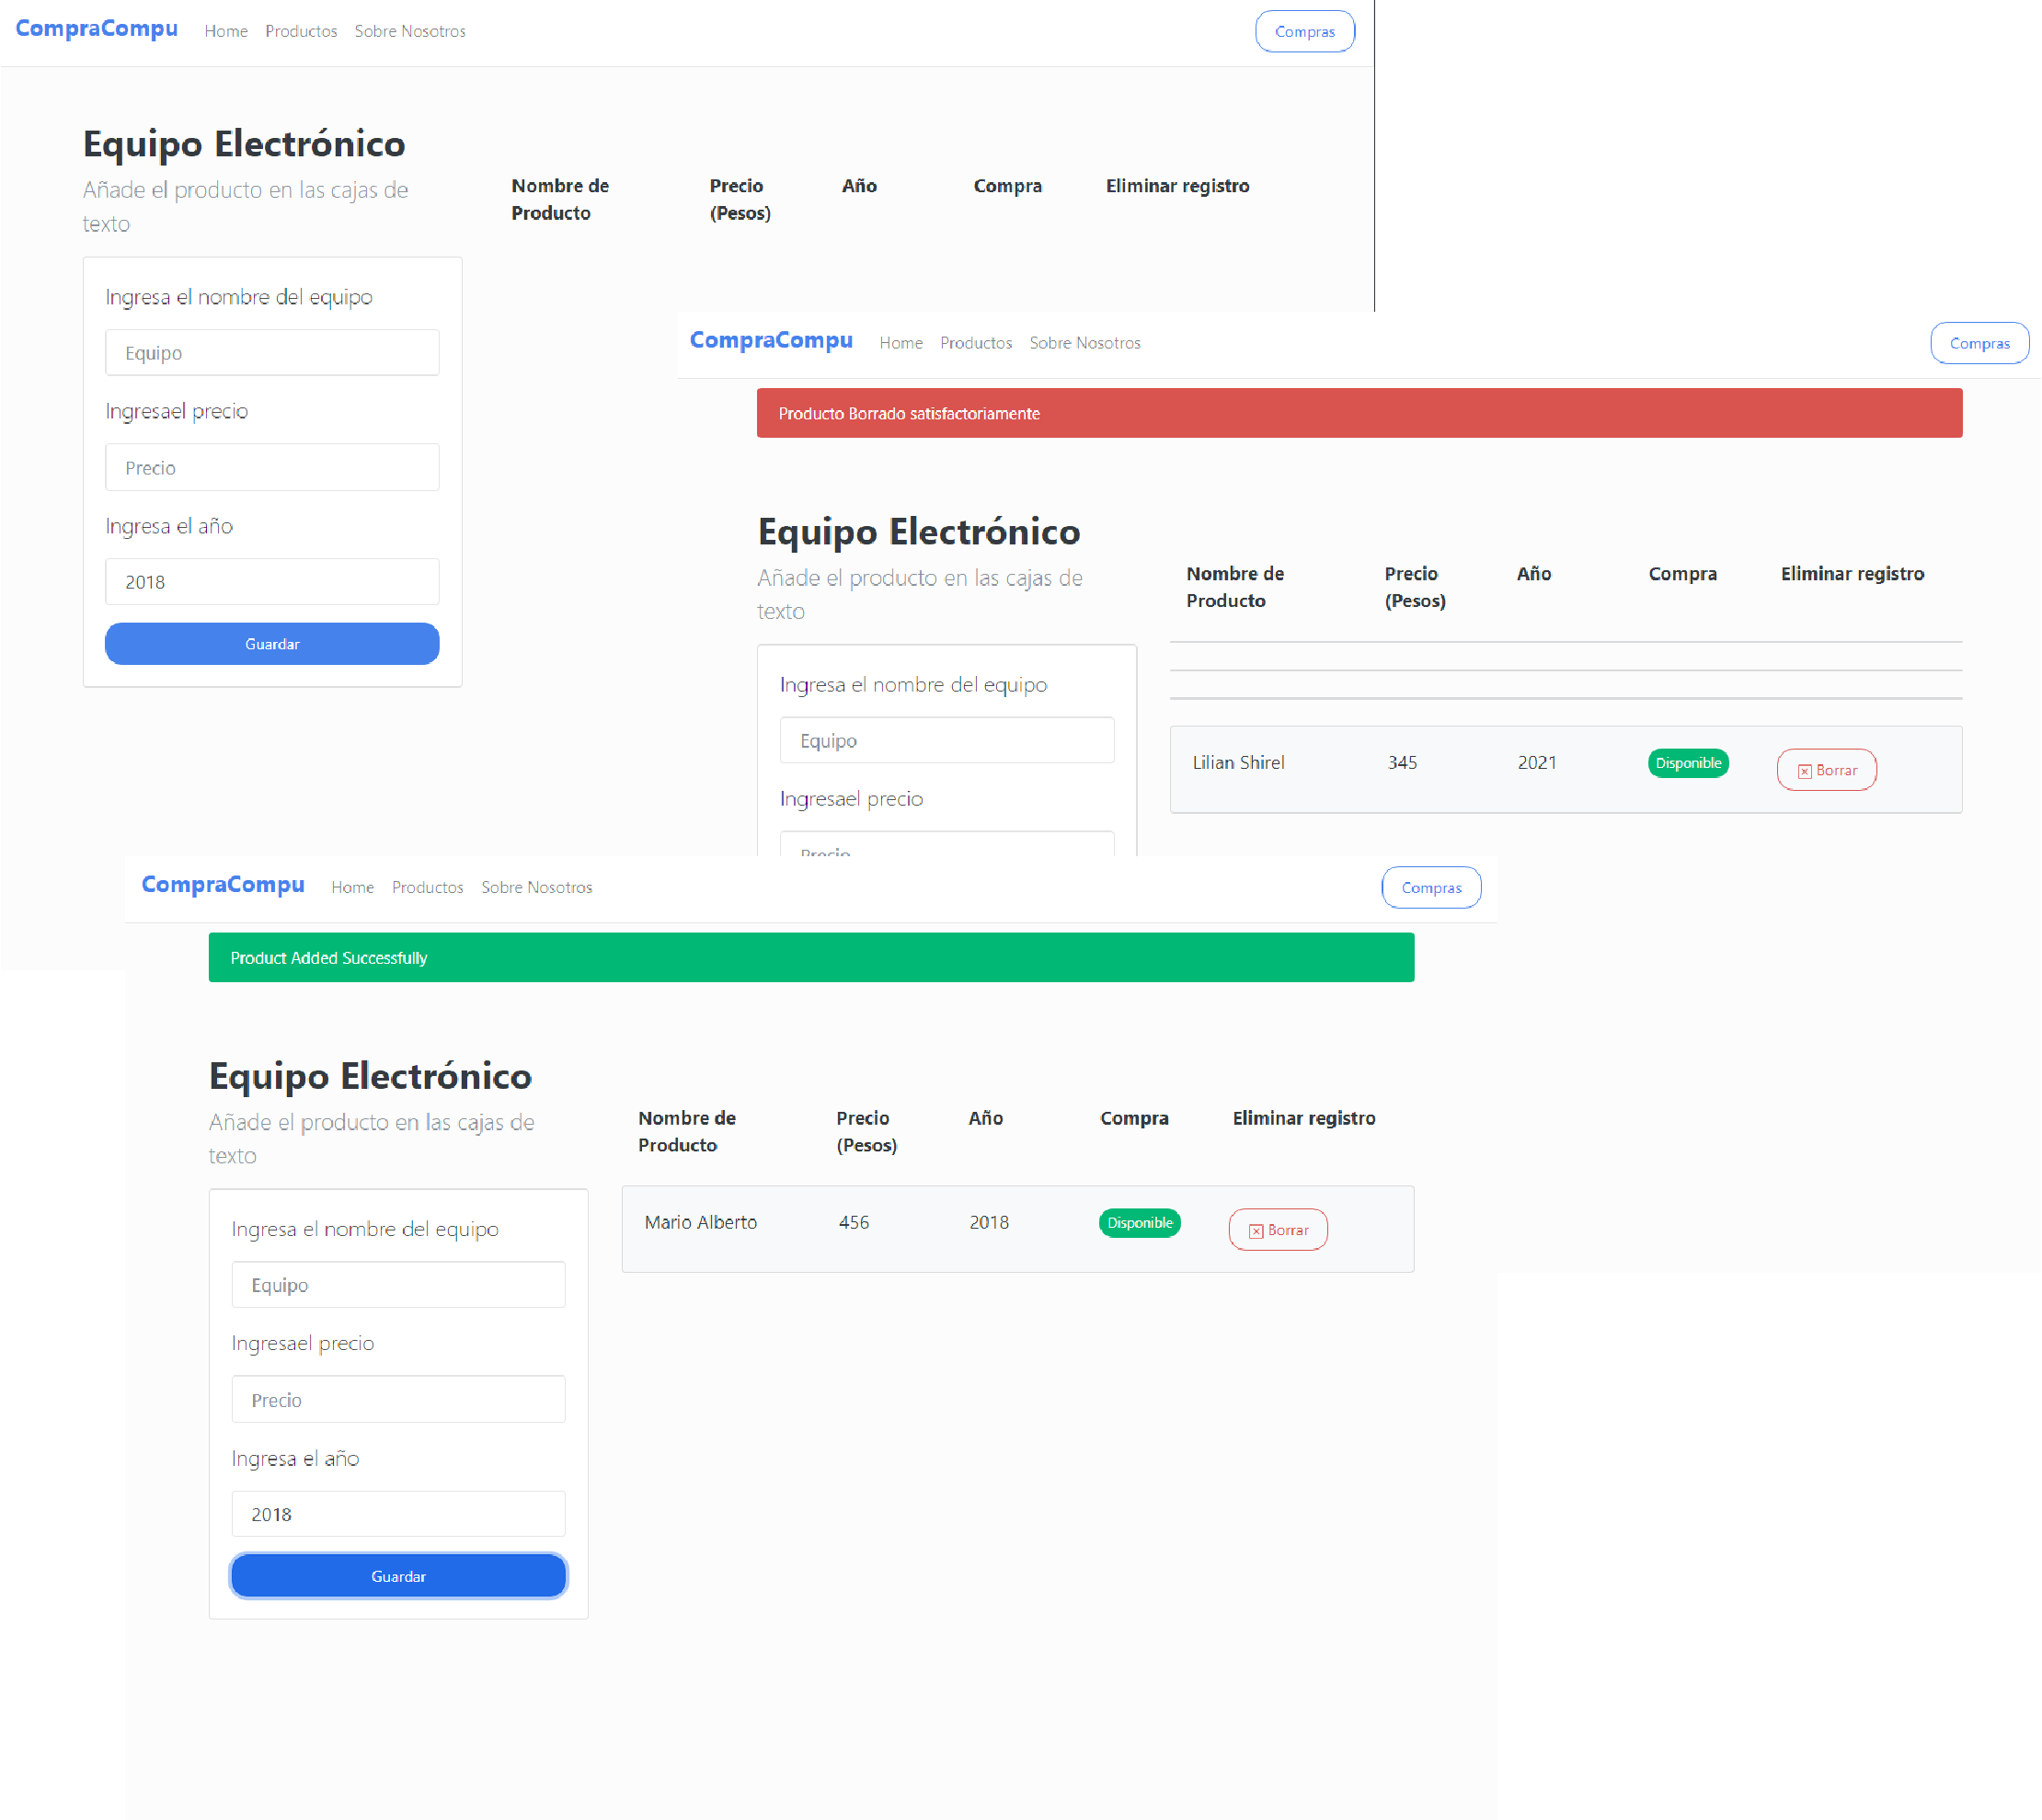 CompraCompu Home Productos Sobre Nosotros Compras
Equipo Electrónico
Añade el producto en las cajas de
texto
Nombre de Producto Precio (Pesos) Año Compra Eliminar registro
Ingresa el nombre del equipo
Equipo
Ingresael precio
Precio
Ingresa el año
2018
Guardar
CompraCompu Home Productos Sobre Nosotros Compras
Producto Borrado satisfactoriamente
Equipo Electrónico
Añade el producto en las cajas de
texto
Nombre de Producto Precio (Pesos) Año Compra Eliminar registro
Ingresa el nombre del equipo
Equipo
Ingresael precio
Precio
Lilian Shirel 345 2021 Disponible Borrar
CompraCompu Home Productos Sobre Nosotros Compras
Product Added Successfully
Equipo Electrónico
Añade el producto en las cajas de
texto
Nombre de Producto Precio (Pesos) Año Compra Eliminar registro
Mario Alberto 456 2018 Disponible Borrar
Ingresa el nombre del equipo
Equipo
Ingresael precio
Precio
Ingresa el año
2018
Guardar